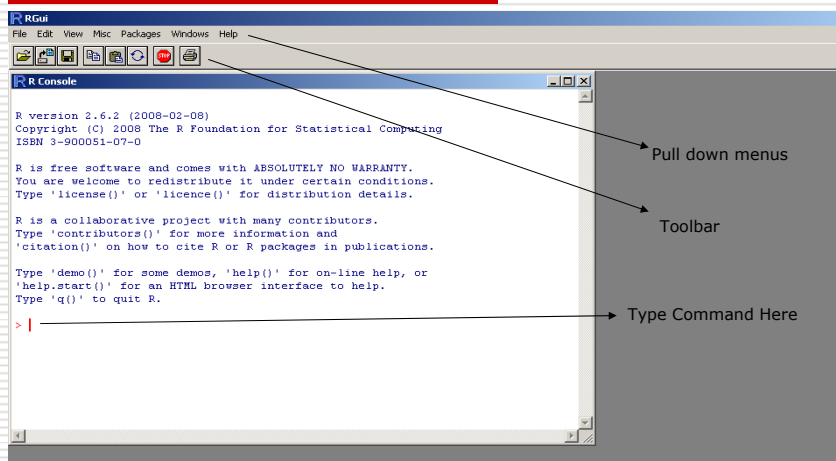 RGui
File Edit View Misc Packages Windows Help
STOP
R Console
R version 2.6.2 (2008-02-08)
Copyright (C) 2008 The R Foundation for Statistical Computing
ISBN 3-900051-07-0
R is free software and comes with ABSOLUTELY NO WARRANTY.
You are welcome to redistribute it under certain conditions.
Type 'license()' or 'licence()' for distribution details.
R is a collaborative project with many contributors.
Type 'contributors()' for more information and
'citation()' on how to cite R or R packages in publications.
Type 'demo()' for some demos, 'help()' for on-line help, or
'help.start()' for an HTML browser interface to help.
Type 'q()' to quit R.
>
Pull down menus
Toolbar
Type Command Here